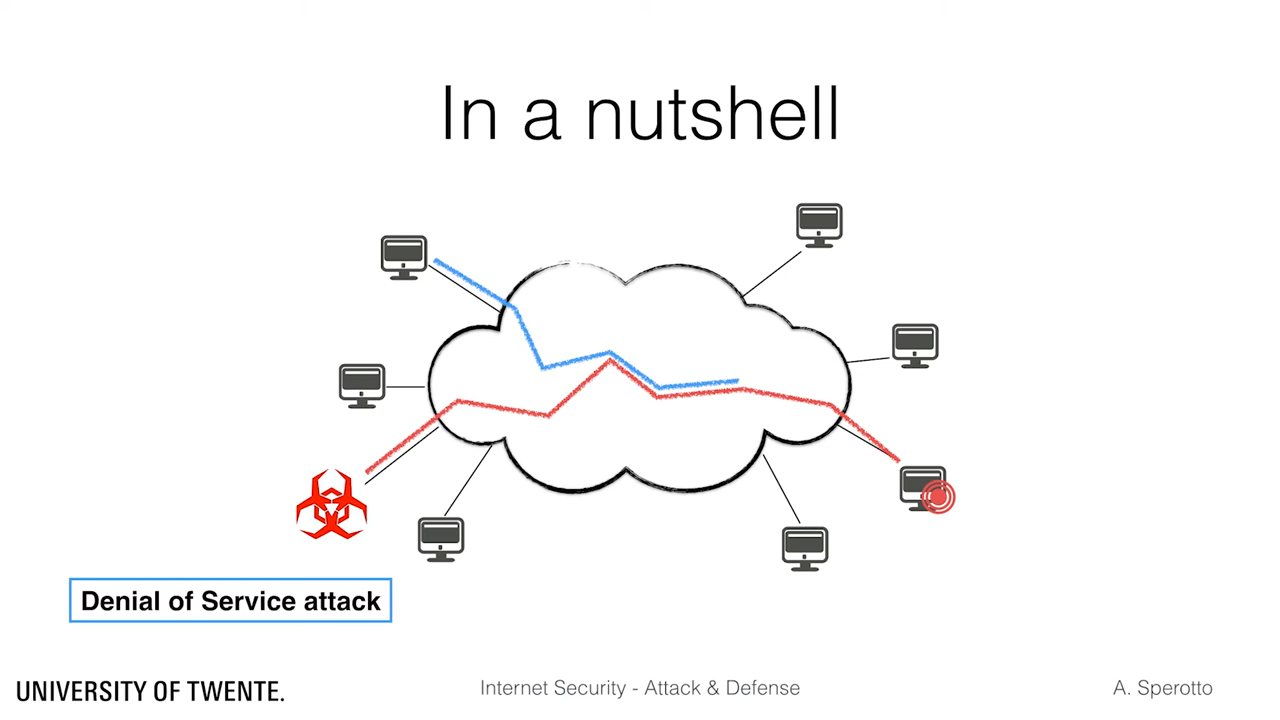 In a nutshell
Denial of Service attack
UNIVERSITY OF TWENTE.
Internet Security - Attack & Defense
A. Sperotto